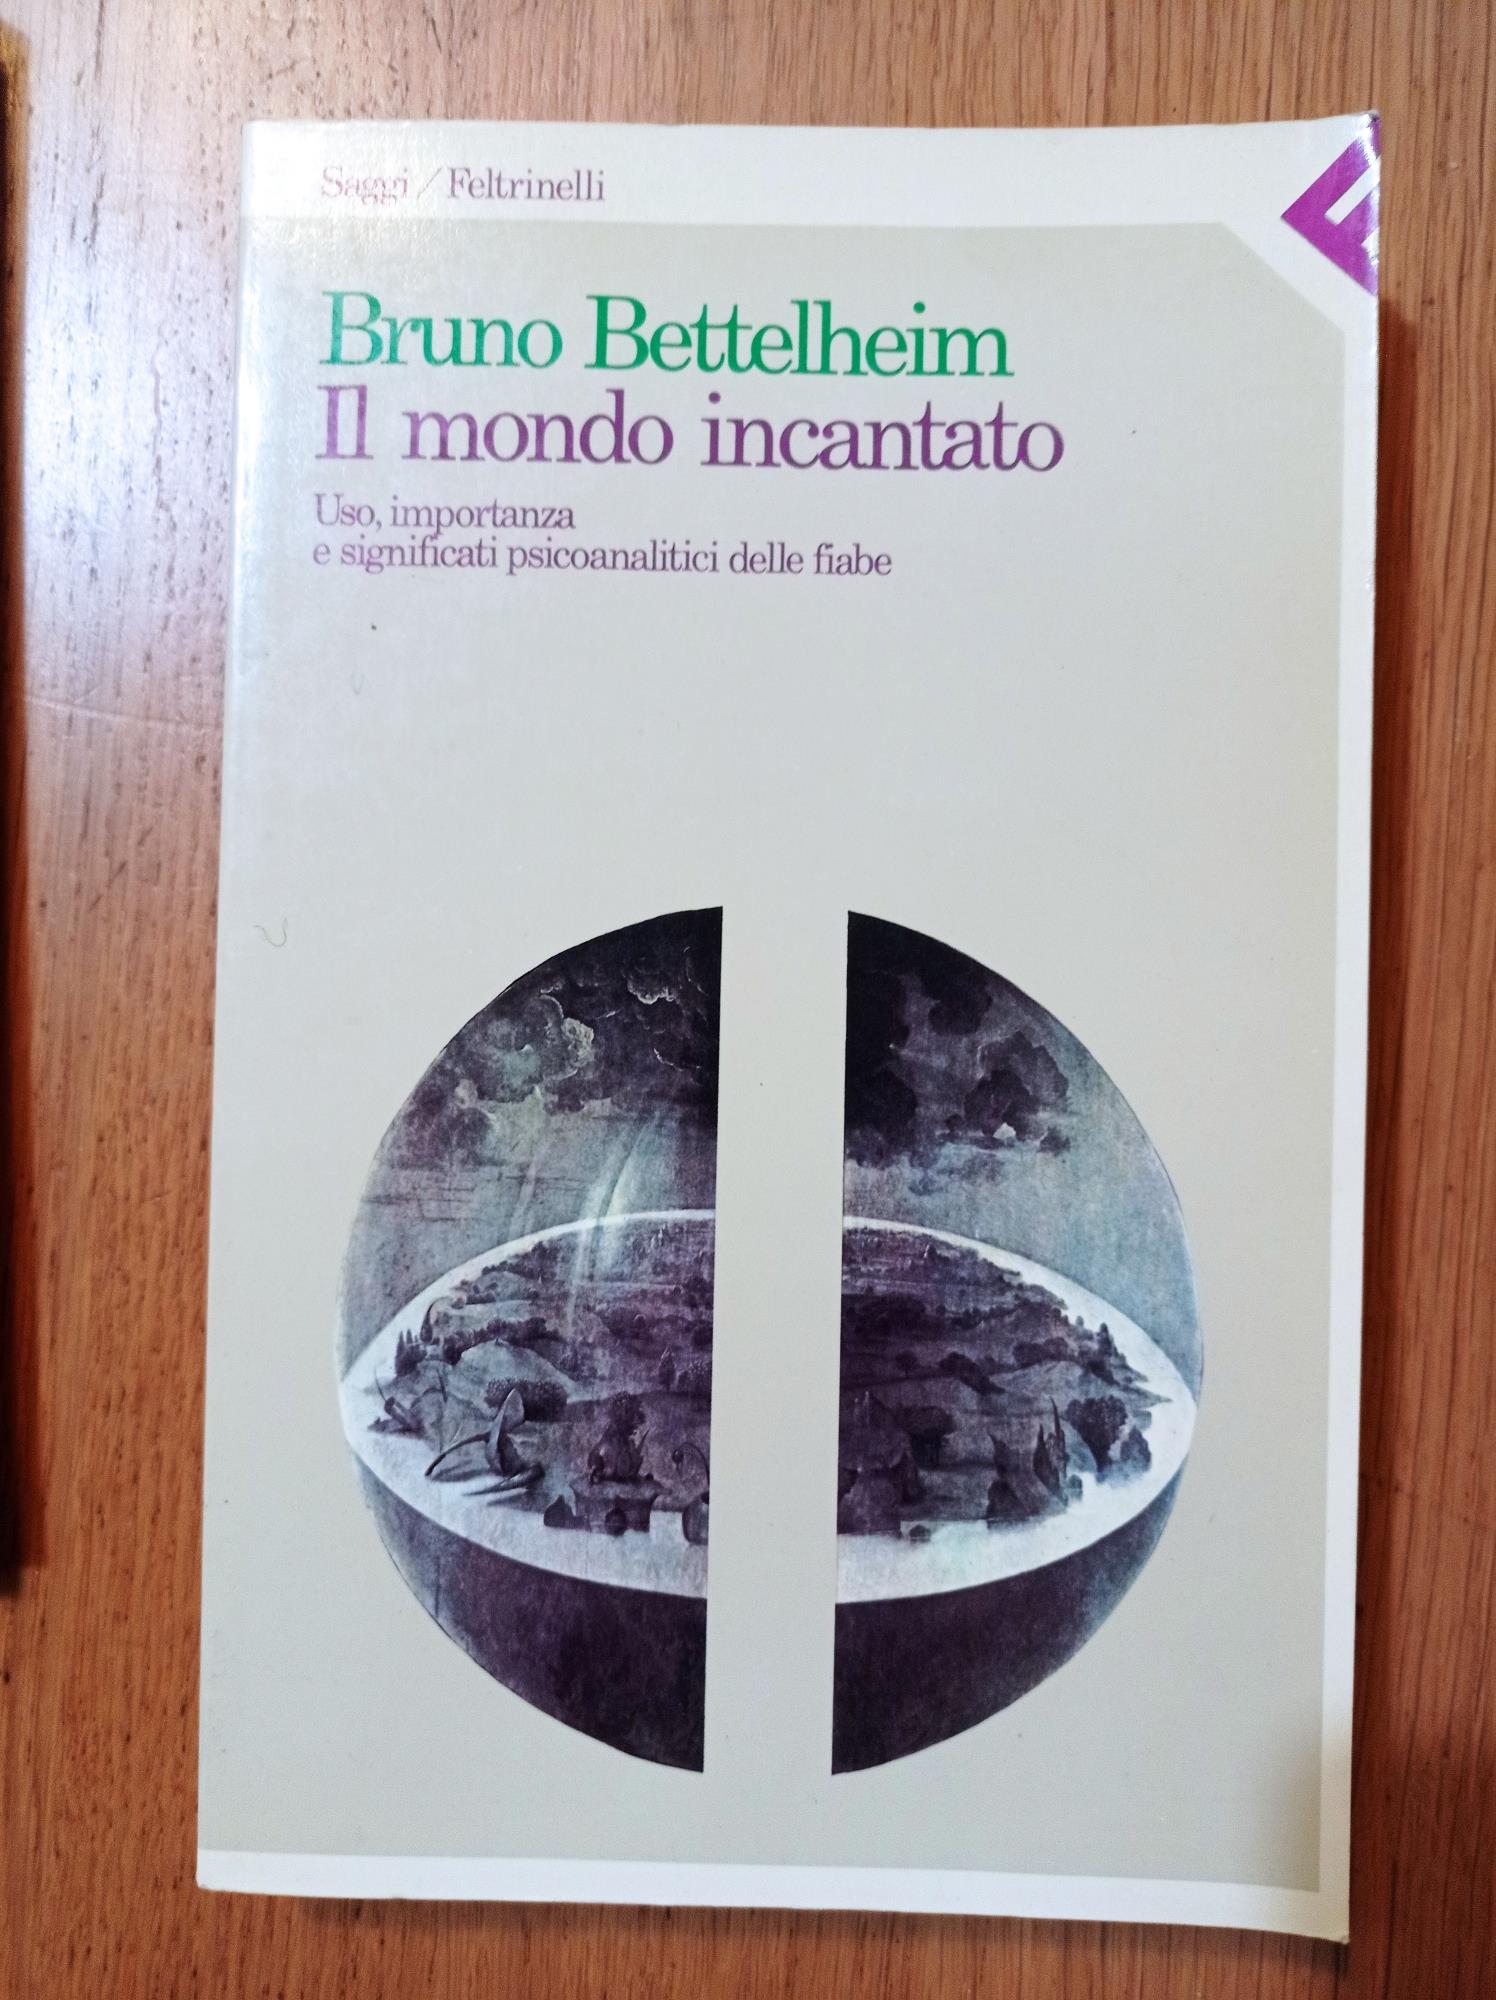 Saggi / Feltrinelli
F
Bruno Bettelheim
Il mondo incantato
Uso, importanza
e significati psicoanalitici delle fiabe